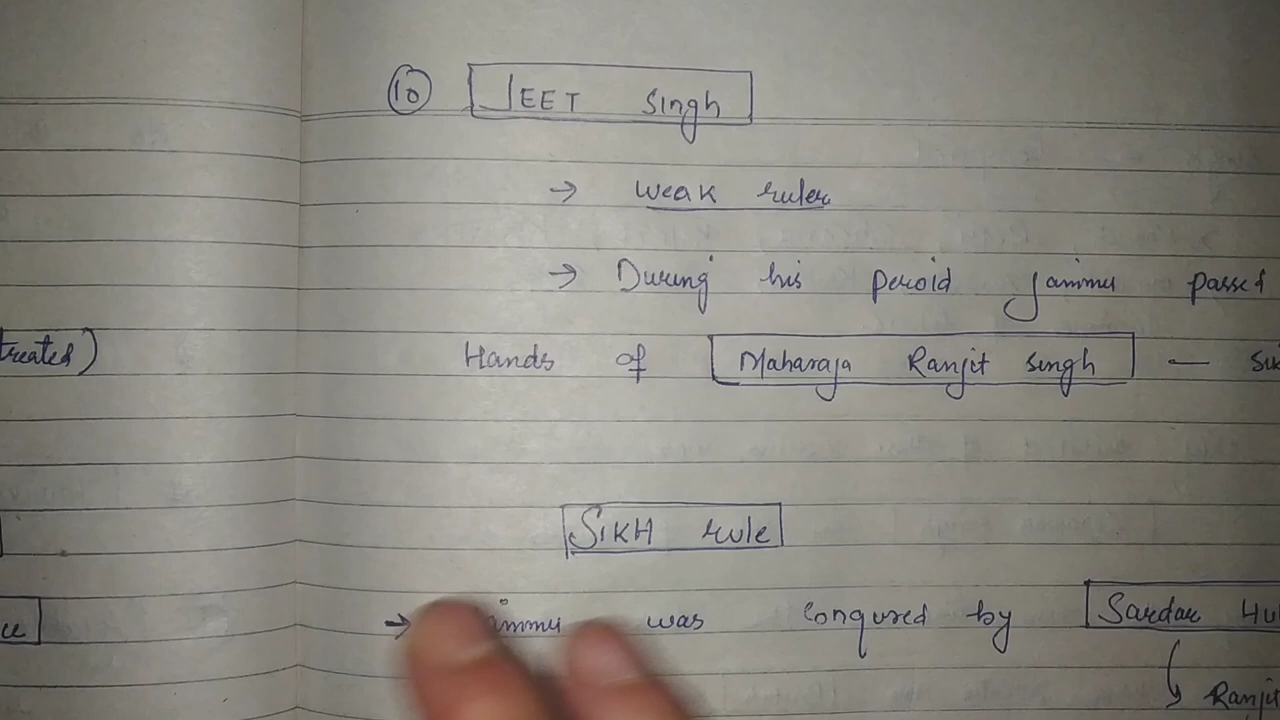 10 JEET Singh
→ weak ruler
→ During his peroid Jammu passed
treated)
Hands of Maharaja Ranjit Singh —
SIKH rule
→ Jammu was Conqured by Sardar
Ranjit